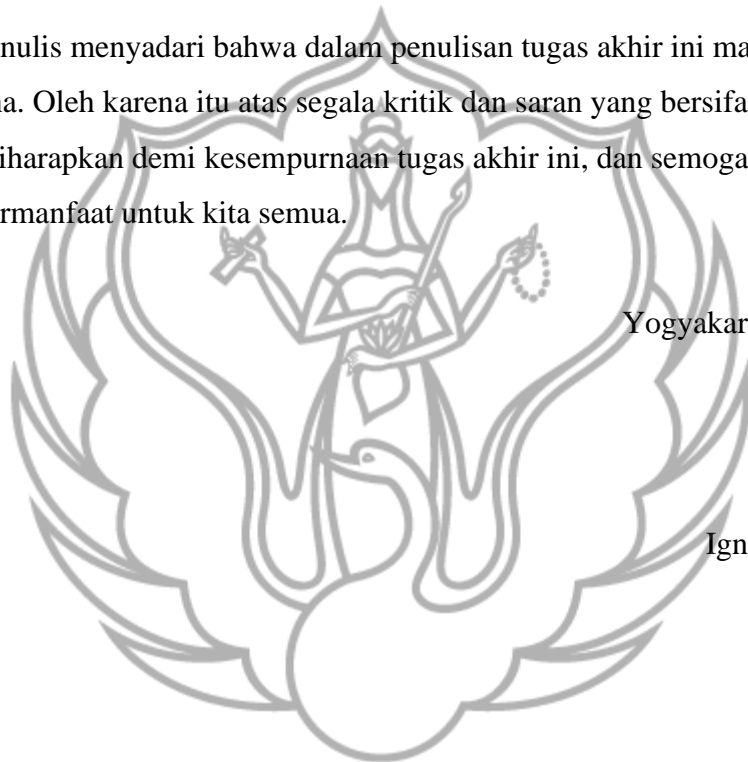 nulis menyadari bahwa dalam penulisan tugas akhir ini ma
na. Oleh karena itu atas segala kritik dan saran yang bersifa
iharapkan demi kesempurnaan tugas akhir ini, dan semoga
rmanfaat untuk kita semua.
Yogyakar
Ign